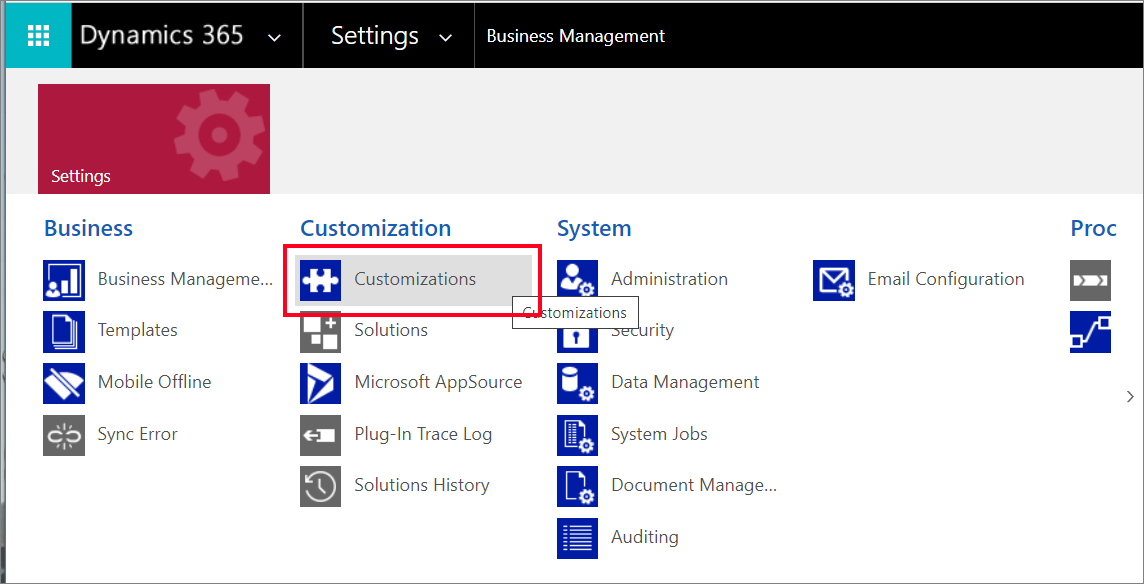 Dynamics 365
Settings
Business Management
Settings
Business
Business Manageme...
Templates
Mobile Offline
Sync Error
Customization
Customizations
Customizations
Solutions
Microsoft AppSource
Plug-In Trace Log
Solutions History
System
Administration
Security
Data Management
System Jobs
Document Manage...
Auditing
Email Configuration
Proc